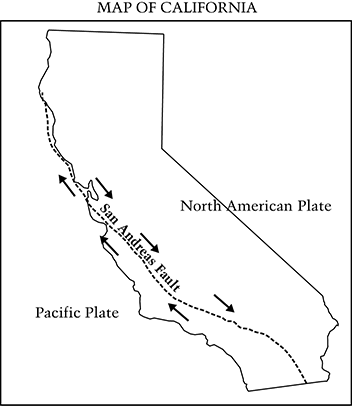 MAP OF CALIFORNIA
North American Plate
San Andreas Fault
Pacific Plate